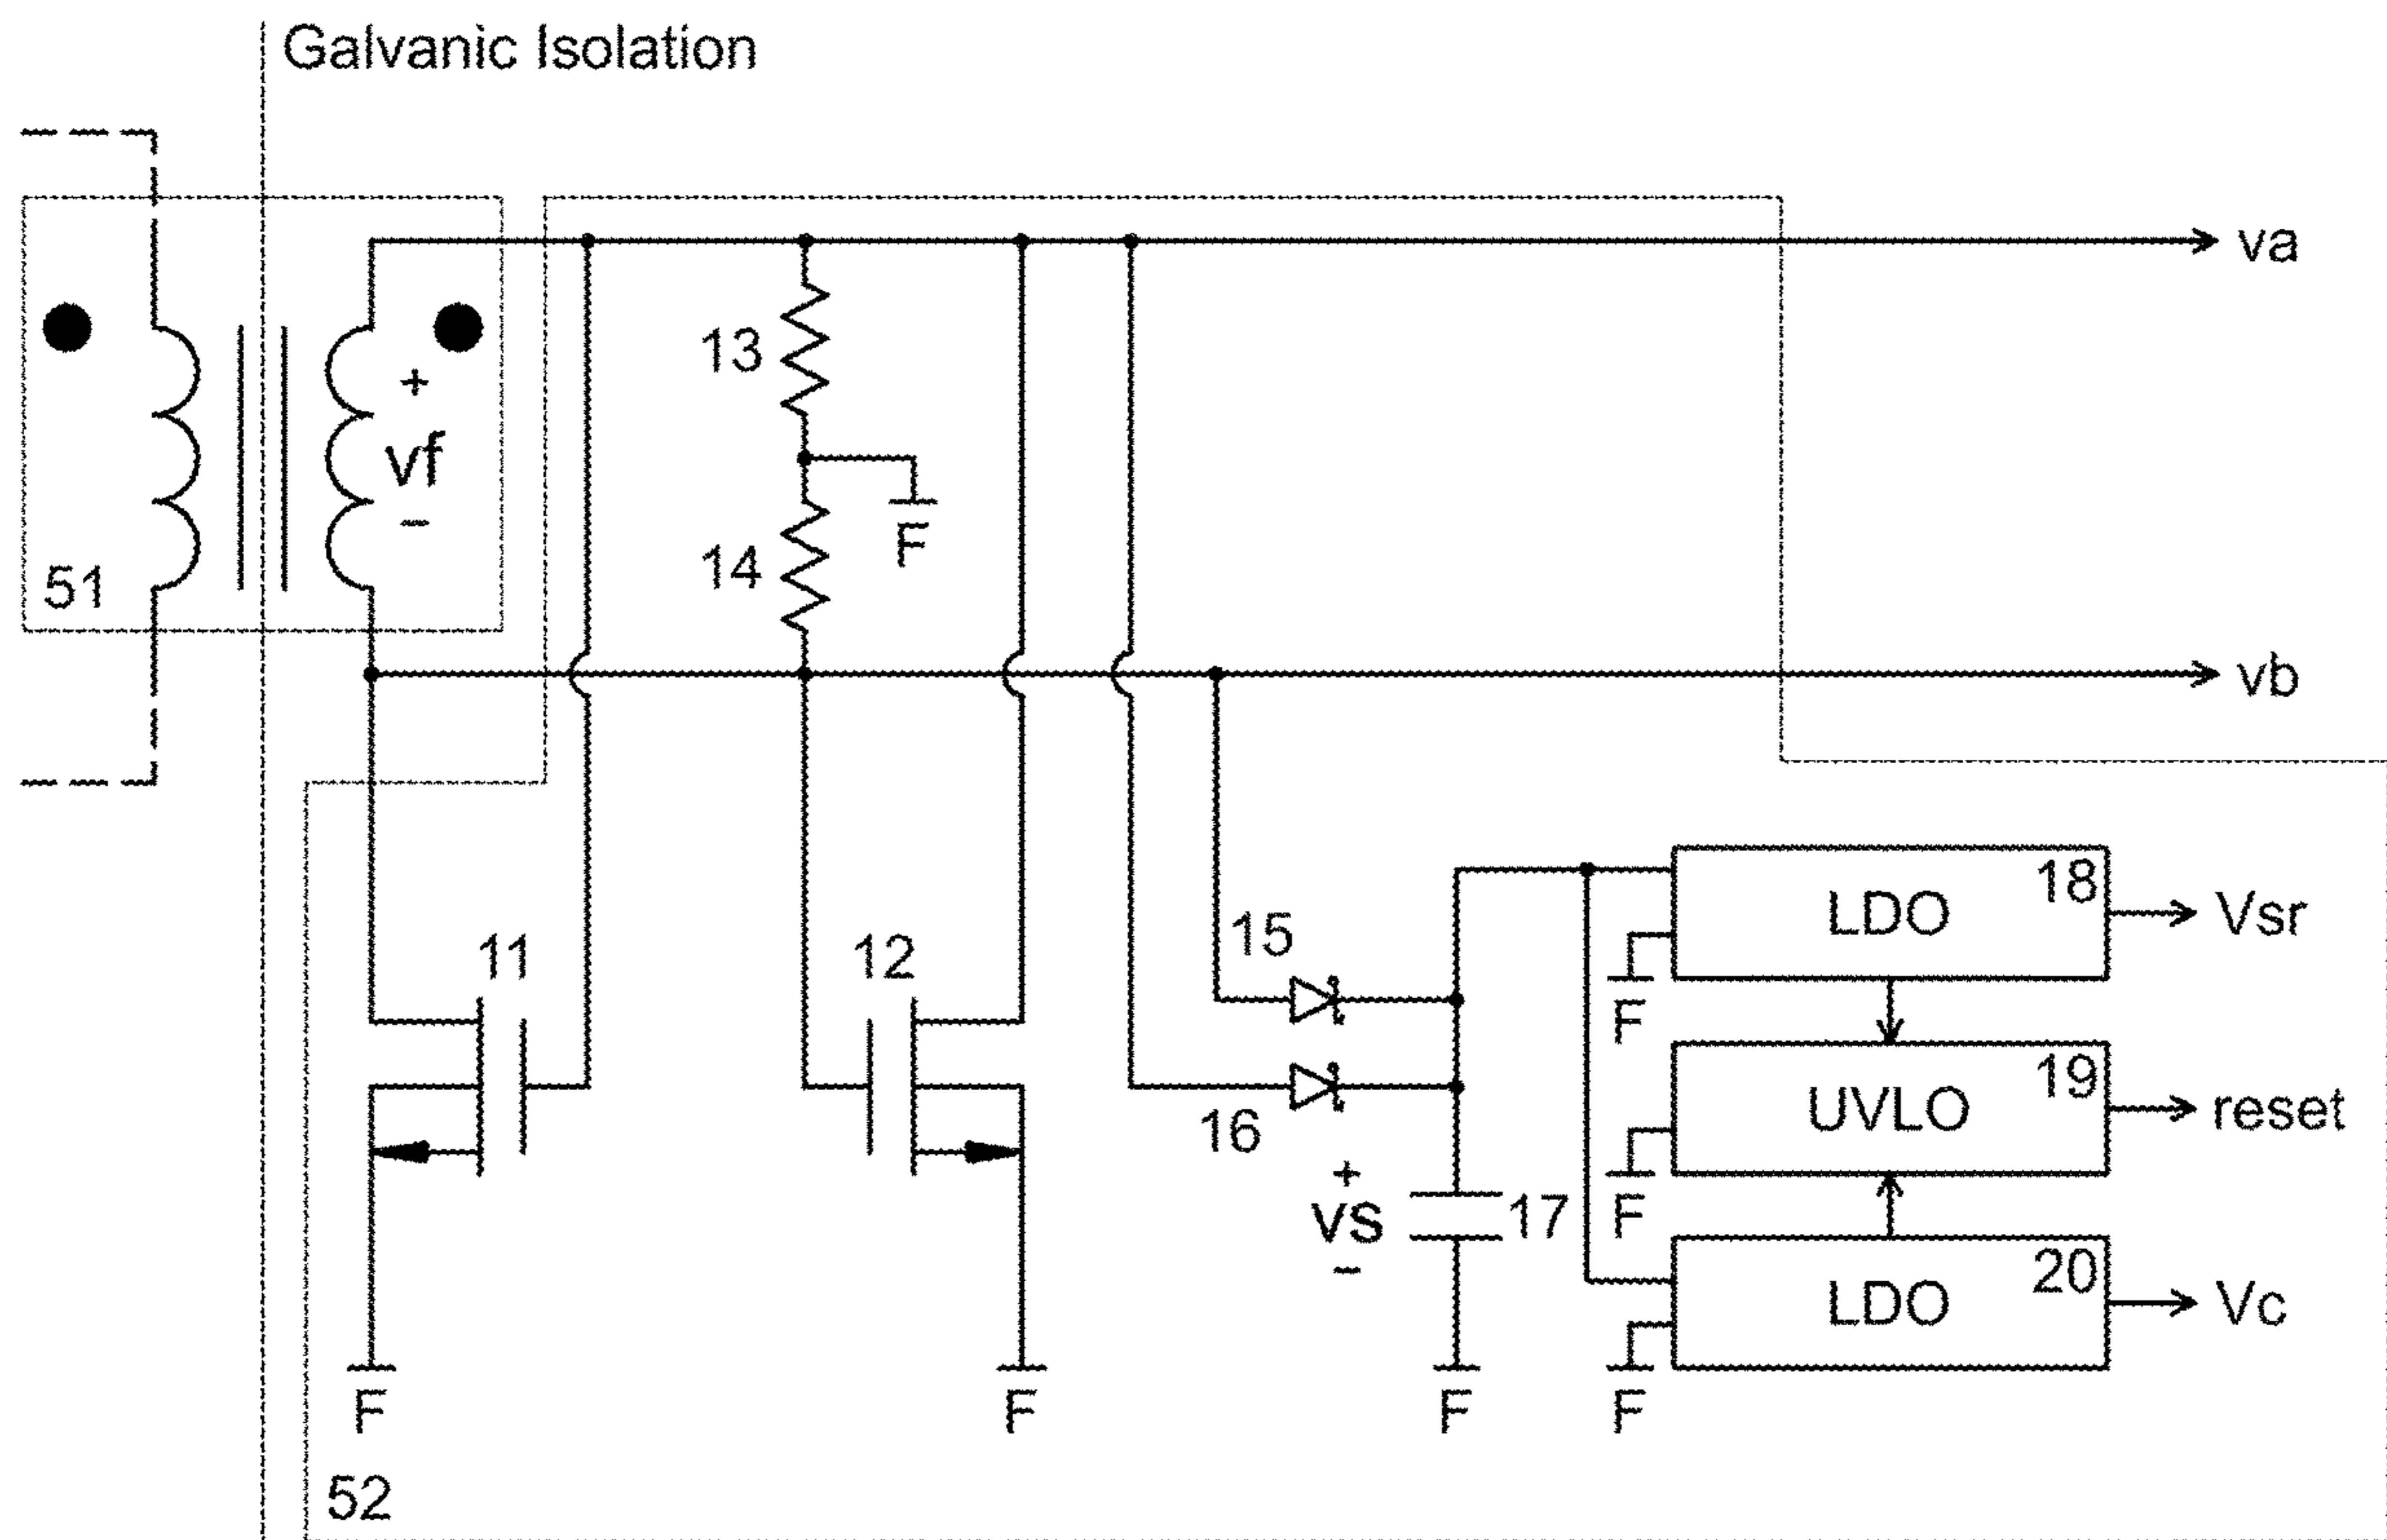 Galvanic Isolation
va
13
+
vf
−
F
14
51
vb
11
12
15
18
LDO
Vsr
F
16
19
UVLO
reset
F
+
vs
−
17
20
LDO
Vc
F
F
F
F
52